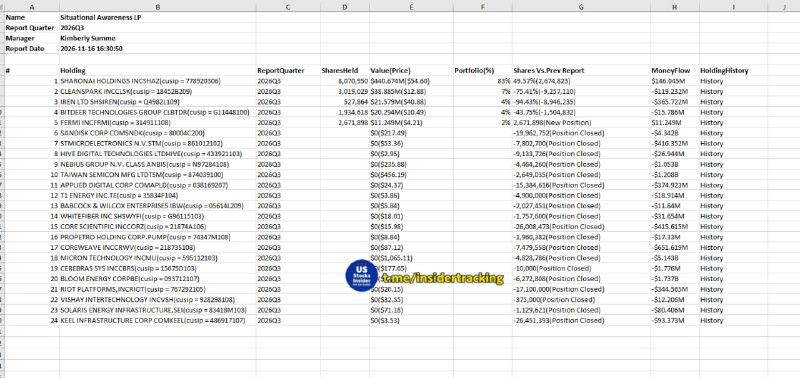 A B C D E F G H I J
Name Situational Awareness LP
Report Quarter 2026Q3
Manager Kimberly Summe
Report Date 2026-11-16 16:30:50
# Holding ReportQuarter SharesHeld Value(Price) Portfolio(%) Shares Vs.Prev Report MoneyFlow HoldingHistory
1 SHARONAI HOLDINGS INCSHAZ(cusip = 778920306) 2026Q3 8,070,950 $440.674M($54.60) 83% 49.57%(2,674,823) $146.045M History
2 CLEANSPARK INCCLSK(cusip = 18452B209) 2026Q3 3,019,029 $38.885M($12.88) 7% -75.41%(-9,257,110) -$119.232M History
3 IREN LTD SHSIREN(cusip = Q4982L109) 2026Q3 527,864 $21.579M($40.88) 4% -94.43%(-8,946,235) -$365.722M History
4 BITDEER TECHNOLOGIES GROUP CLBTDR(cusip = G11448100) 2026Q3 1,934,618 $20.294M($10.49) 4% -43.75%(-1,504,832) -$15.786M History
5 FERMI INCFRMI(cusip = 314911108) 2026Q3 2,671,898 $11.249M($4.21) 2% 2,671,898(New Position) $11.249M History
6 SANDISK CORP COMSNDK(cusip = 80004C200) 2026Q3 $0($217.49) -19,962,752(Position Closed) -$4.342B History
7 STMICROELECTRONICS N.V.STM(cusip = 861012102) 2026Q3 $0($53.36) -7,802,700(Position Closed) -$416.352M History
8 HIVE DIGITAL TECHNOLOGIES LTDHIVE(cusip = 433921103) 2026Q3 $0($2.95) -9,133,726(Position Closed) -$26.944M History
9 NEBIUS GROUP N.V. CLASS ANBIS(cusip = N97284108) 2026Q3 $0($235.88) -4,464,260(Position Closed) -$1.053B History
10 TAIWAN SEMICON MFG LTDTSM(cusip = 874039100) 2026Q3 $0($456.19) -2,649,035(Position Closed) -$1.208B History
11 APPLIED DIGITAL CORP COMAPLD(cusip = 038169207) 2026Q3 $0($24.37) -15,384,616(Position Closed) -$374.923M History
12 T1 ENERGY INC.TE(cusip = 35834F104) 2026Q3 $0($3.86) -4,900,000(Position Closed) -$18.914M History
13 BABCOCK & WILCOX ENTERPRISES IBW(cusip = 05614L209) 2026Q3 $0($5.84) -2,027,451(Position Closed) -$11.84M History
14 WHITEFIBER INC SHSWYFI(cusip = G96115103) 2026Q3 $0($18.01) -1,757,600(Position Closed) -$31.654M History
15 CORE SCIENTIFIC INCCORZ(cusip = 21874A106) 2026Q3 $0($15.98) -26,008,473(Position Closed) -$415.615M History
16 PROPETRO HOLDING CORP.PUMP(cusip = 74347M108) 2026Q3 $0($8.84) -1,960,382(Position Closed) -$17.33M History
17 COREWEAVE INCCRWV(cusip = 21873S108) 2026Q3 $0($87.12) -7,479,558(Position Closed) -$651.619M History
18 MICRON TECHNOLOGY INCMU(cusip = 595112103) 2026Q3 $0($1,065.11) -4,828,786(Position Closed) -$5.143B History
19 CEREBRAS SYS INCCBRS(cusip = 15675D103) 2026Q3 $0($177.65) -10,000(Position Closed) -$1.776M History
20 BLOOM ENERGY CORPBE(cusip = 093712107) 2026Q3 -6,272,808(Position Closed) -$1.737B History
21 RIOT PLATFORMS,INCRIOT(cusip = 767292105) 2026Q3 $0($20.15) -17,100,000(Position Closed) -$344.565M History
22 VISHAY INTERTECHNOLOGY INCVSH(cusip = 928298108) 2026Q3 $0($32.55) -375,000(Position Closed) -$12.206M History
23 SOLARIS ENERGY INFRASTRUCTURE,SEI(cusip = 83418M103) 2026Q3 $0($71.18) -1,129,621(Position Closed) -$80.406M History
24 KEEL INFRASTRUCTURE CORP COMKEEL(cusip = 486917107) 2026Q3 $0($3.53) -26,451,393(Position Closed) -$93.373M History
US Stocks Insider
t.me/insidertracking